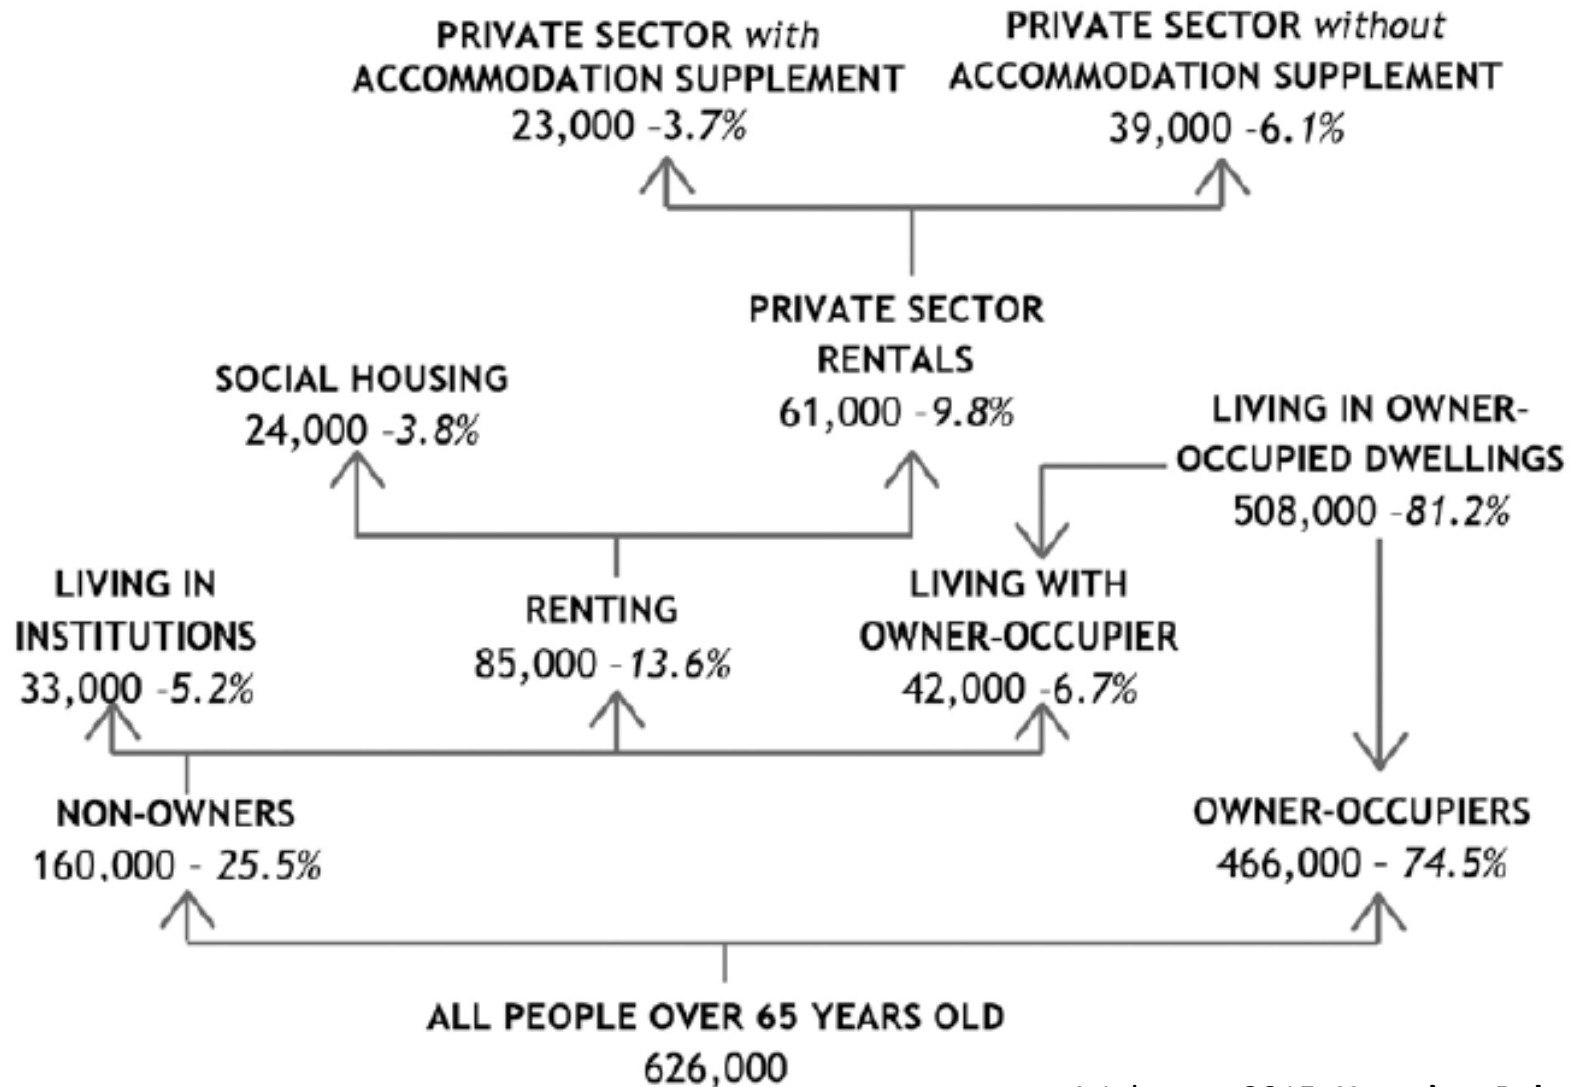 PRIVATE SECTOR with
ACCOMMODATION SUPPLEMENT
23,000 -3.7%
PRIVATE SECTOR without
ACCOMMODATION SUPPLEMENT
39,000 -6.1%
PRIVATE SECTOR
RENTALS
61,000 -9.8%
SOCIAL HOUSING
24,000 -3.8%
LIVING IN OWNER-
OCCUPIED DWELLINGS
508,000 -81.2%
LIVING IN
INSTITUTIONS
33,000 -5.2%
RENTING
85,000 -13.6%
LIVING WITH
OWNER-OCCUPIER
42,000 -6.7%
NON-OWNERS
160,000 - 25.5%
OWNER-OCCUPIERS
466,000 - 74.5%
ALL PEOPLE OVER 65 YEARS OLD
626,000